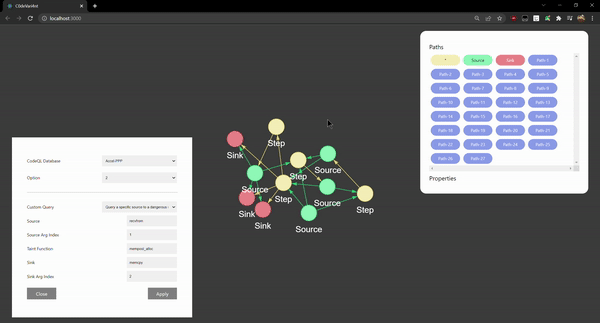 C0deVari4nt
localhost:3000
Paths
*
Source
Sink
Path-1
Path-2
Path-3
Path-4
Path-5
Path-6
Path-7
Path-8
Path-9
Path-10
Path-11
Path-12
Path-13
Path-14
Path-15
Path-16
Path-17
Path-18
Path-19
Path-20
Path-21
Path-22
Path-23
Path-24
Path-25
Path-26
Path-27
Properties
Step
Sink
Source
Step
Source
Step
Source
Sink
Sink
Step
Source
CodeQL Database
Accel-PPP
Option
2
Custom Query
Query a specific source to a dangerous
Source
recvfrom
Source Arg Index
1
Taint Function
mempool_alloc
Sink
memcpy
Sink Arg Index
2
Close
Apply